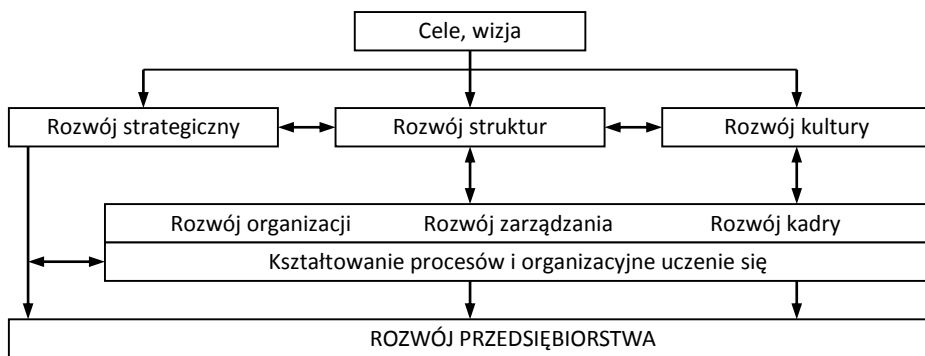 Cele, wizja
Rozwój strategiczny
Rozwój struktur
Rozwój kultury
Rozwój organizacji
Rozwój zarządzania
Rozwój kadry
Kształtowanie procesów i organizacyjne uczenie się
ROZWÓJ PRZEDSIĘBIORSTWA